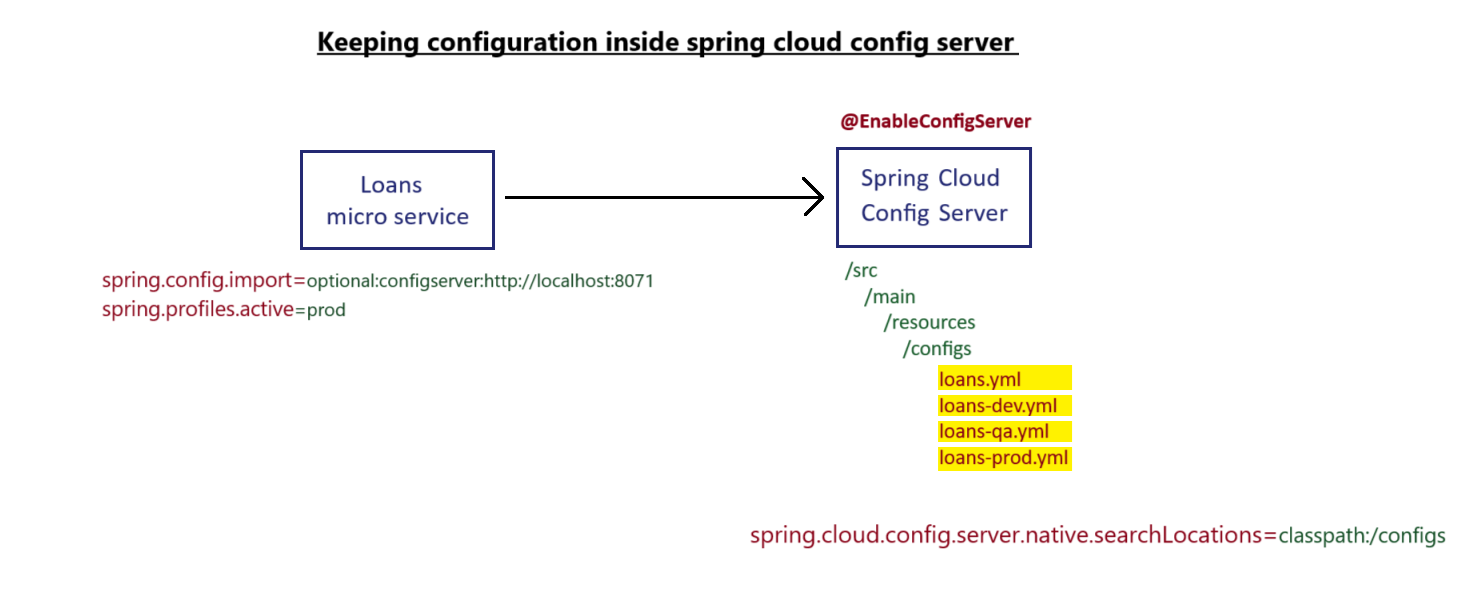 Keeping configuration inside spring cloud config server
@EnableConfigServer
Loans
micro service
Spring Cloud
Config Server
spring.config.import=optional:configserver:http://localhost:8071
spring.profiles.active=prod
/src
/main
/resources
/configs
loans.yml
loans-dev.yml
loans-qa.yml
loans-prod.yml
spring.cloud.config.server.native.searchLocations=classpath:/configs